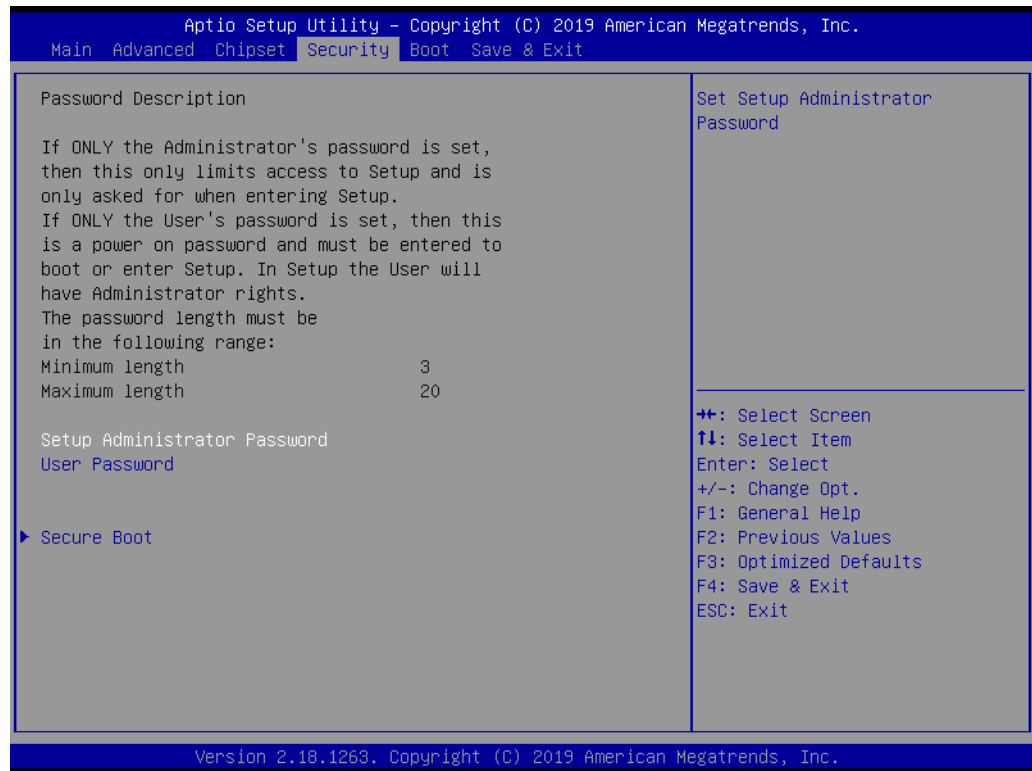 Aptio Setup Utility – Copyright (C) 2019 American Megatrends, Inc.
Main Advanced Chipset Security Boot Save & Exit
Password Description
If ONLY the Administrator's password is set,
then this only limits access to Setup and is
only asked for when entering Setup.
If ONLY the User's password is set, then this
is a power on password and must be entered to
boot or enter Setup. In Setup the User will
have Administrator rights.
The password length must be
in the following range:
Minimum length 3
Maximum length 20
Setup Administrator Password
User Password
Secure Boot
Set Setup Administrator
Password
→←: Select Screen
↑↓: Select Item
Enter: Select
+/-: Change Opt.
F1: General Help
F2: Previous Values
F3: Optimized Defaults
F4: Save & Exit
ESC: Exit
Version 2.18.1263. Copyright (C) 2019 American Megatrends, Inc.